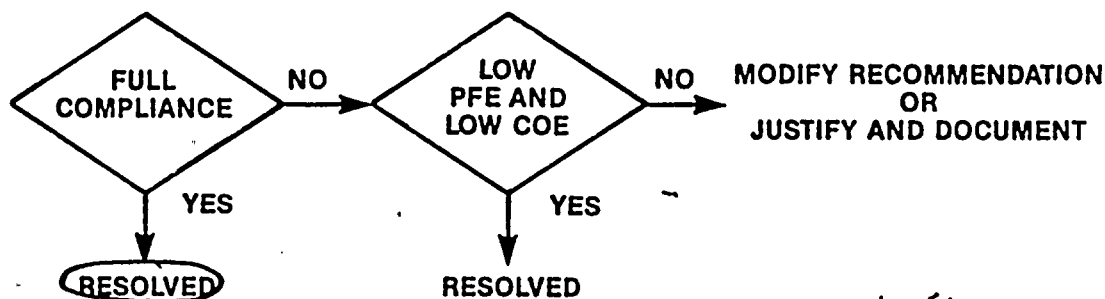 FULL
COMPLIANCE
NO
LOW
PFE AND
LOW COE
NO
MODIFY RECOMMENDATION
OR
JUSTIFY AND DOCUMENT
YES
YES
RESOLVED
RESOLVED